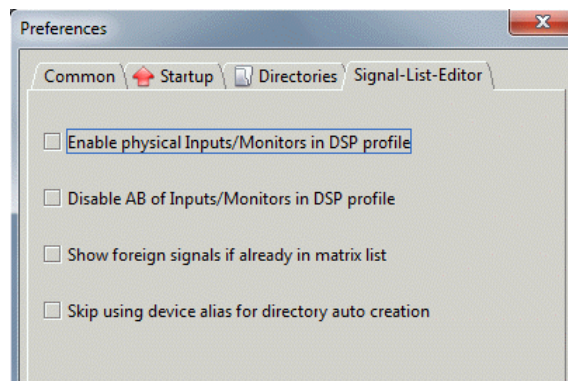 Preferences
Common Startup Directories Signal-List-Editor
Enable physical Inputs/Monitors in DSP profile
Disable AB of Inputs/Monitors in DSP profile
Show foreign signals if already in matrix list
Skip using device alias for directory auto creation